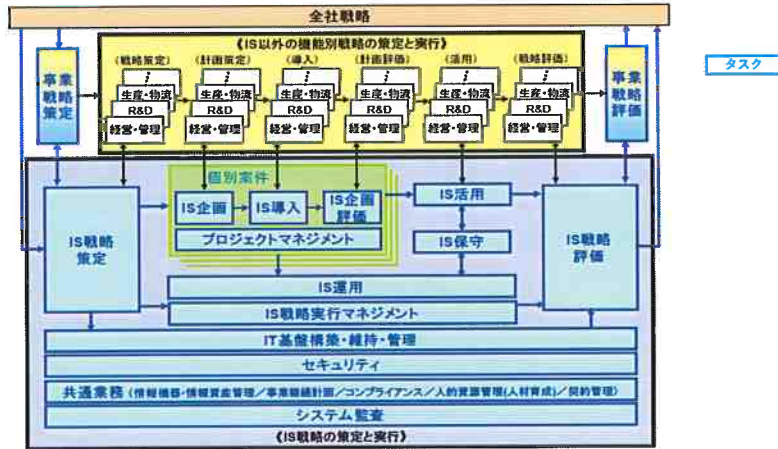 全社戦略
《IS以外の機能別戦略の策定と実行》
(戦略策定) (計画策定) (導入) (計画評価) (活用) (戦略評価)
タスク
事業戦略策定
生産・物流 生産・物流 生産・物流 生産・物流 生産・物流 生産・物流
R&D R&D R&D R&D R&D R&D
経営・管理 経営・管理 経営・管理 経営・管理 経営・管理 経営・管理
事業戦略評価
個別案件
IS戦略
策定
IS企画
IS導入
IS企画
評価
プロジェクトマネジメント
IS活用
IS保守
IS戦略
評価
IS運用
IS戦略実行マネジメント
IT基盤構築・維持・管理
セキュリティ
共通業務(情報機器・情報資産管理/事業継続計画/コンプライアンス/人的資源管理(人材育成)/契約管理)
システム監査
《IS戦略の策定と実行》